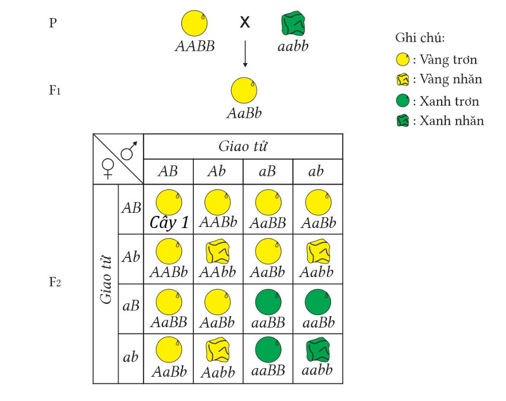 P
X
AABB
aabb
F1
AaBb
Ghi chú:
: Vàng trơn
: Vàng nhăn
: Xanh trơn
: Xanh nhăn
♂
♀
Giao tử
AB Ab aB ab
F2
Giao tử
AB Cây 1 AABb AaBB AaBb
Ab AABb AAbb AaBb Aabb
aB AaBB AaBb aaBB aaBb
ab AaBb Aabb aaBB aabb